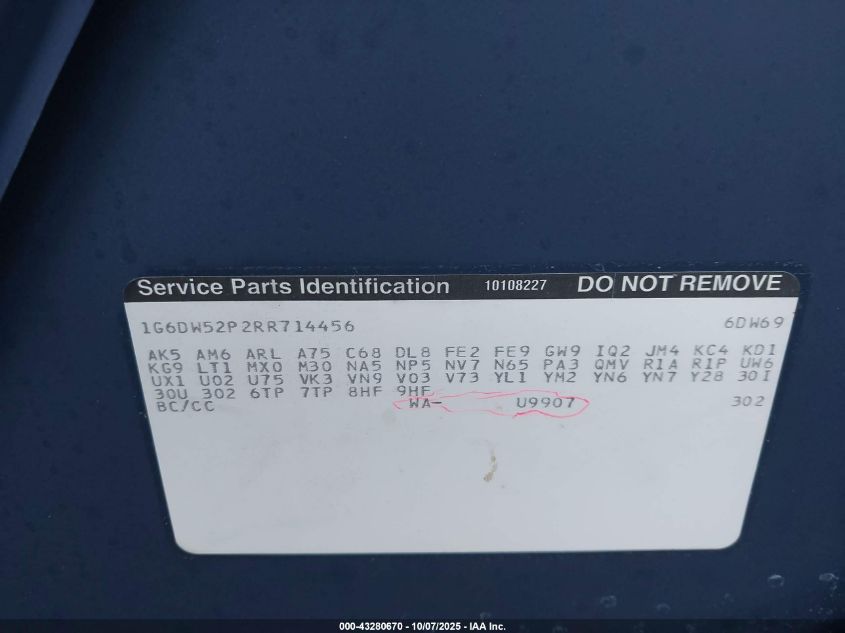 Service Parts Identification 10108227 DO NOT REMOVE
1G6DW52P2RR714456 6DW69
AK5 AM6 ARL A75 C68 DL8 FE2 FE9 GW9 IQ2 JM4 KC4 KD1
KG9 LT1 MX0 M30 NA5 NP5 NV7 N65 PA3 QMV R1A R1P UW6
UX1 U02 U75 VK3 VN9 V03 V73 YL1 YM2 YN6 YN7 Y28 30I
30U 302 6TP 7TP 8HF 9HF
BC/CC WA- U9907 302
000-43280670 - 10/07/2025 - IAA Inc.